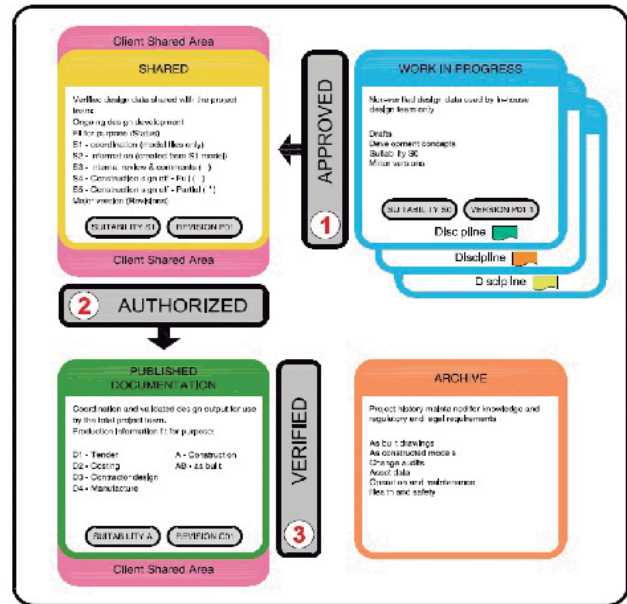 Client Shared Area
SHARED
Verified design data shared with the project
team:
Ongoing design development
Fit for purpose (Status)
S1 - coordination (model files only)
S2 - information (created from S1 model)
S3 - internal review & comments
S4 - Construction sign off - Full
S5 - Construction sign off - Partial
Major version (Revisions)
SUITABILITY S1
REVISION P01
Client Shared Area
APPROVED
1
WORK IN PROGRESS
Non-verified design data used by in-house
design team only
Drafts
Development concepts
Suitability S0
Minor versions
SUITABILITY S0
VERSION P01.1
Discipline
Discipline
Discipline
2
AUTHORIZED
PUBLISHED
DOCUMENTATION
Coordination and validated design output for use
by the total project team.
Production information fit for purpose:
D1 - Tender
D2 - Costing
D3 - Contractor design
D4 - Manufacture
A - Construction
AB - as built
SUITABILITY A
REVISION C01
Client Shared Area
VERIFIED
3
ARCHIVE
Project history maintained for knowledge and
regulatory and legal requirements
As built drawings
As constructed models
Change audits
Asset data
Operation and maintenance
Health and safety